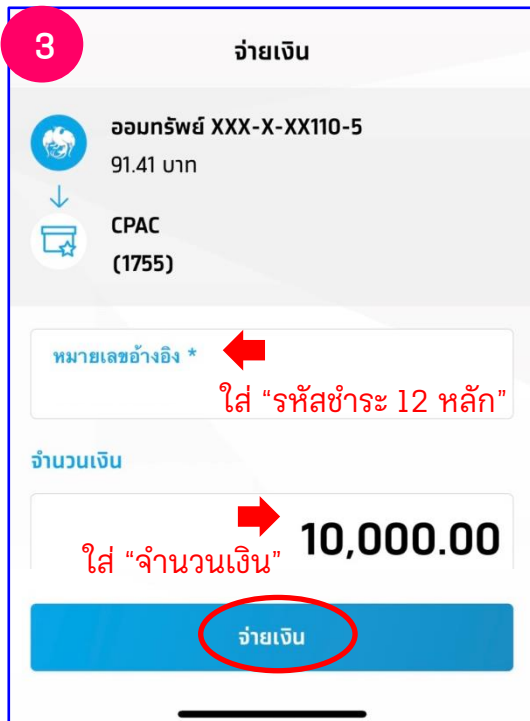 3
จ่ายเงิน
ออมทรัพย์ XXX-X-XX110-5
91.41 บาท
CPAC
(1755)
หมายเลขอ้างอิง *
ใส่ “รหัสชำระ 12 หลัก”
จำนวนเงิน
10,000.00
ใส่ “จำนวนเงิน”
จ่ายเงิน